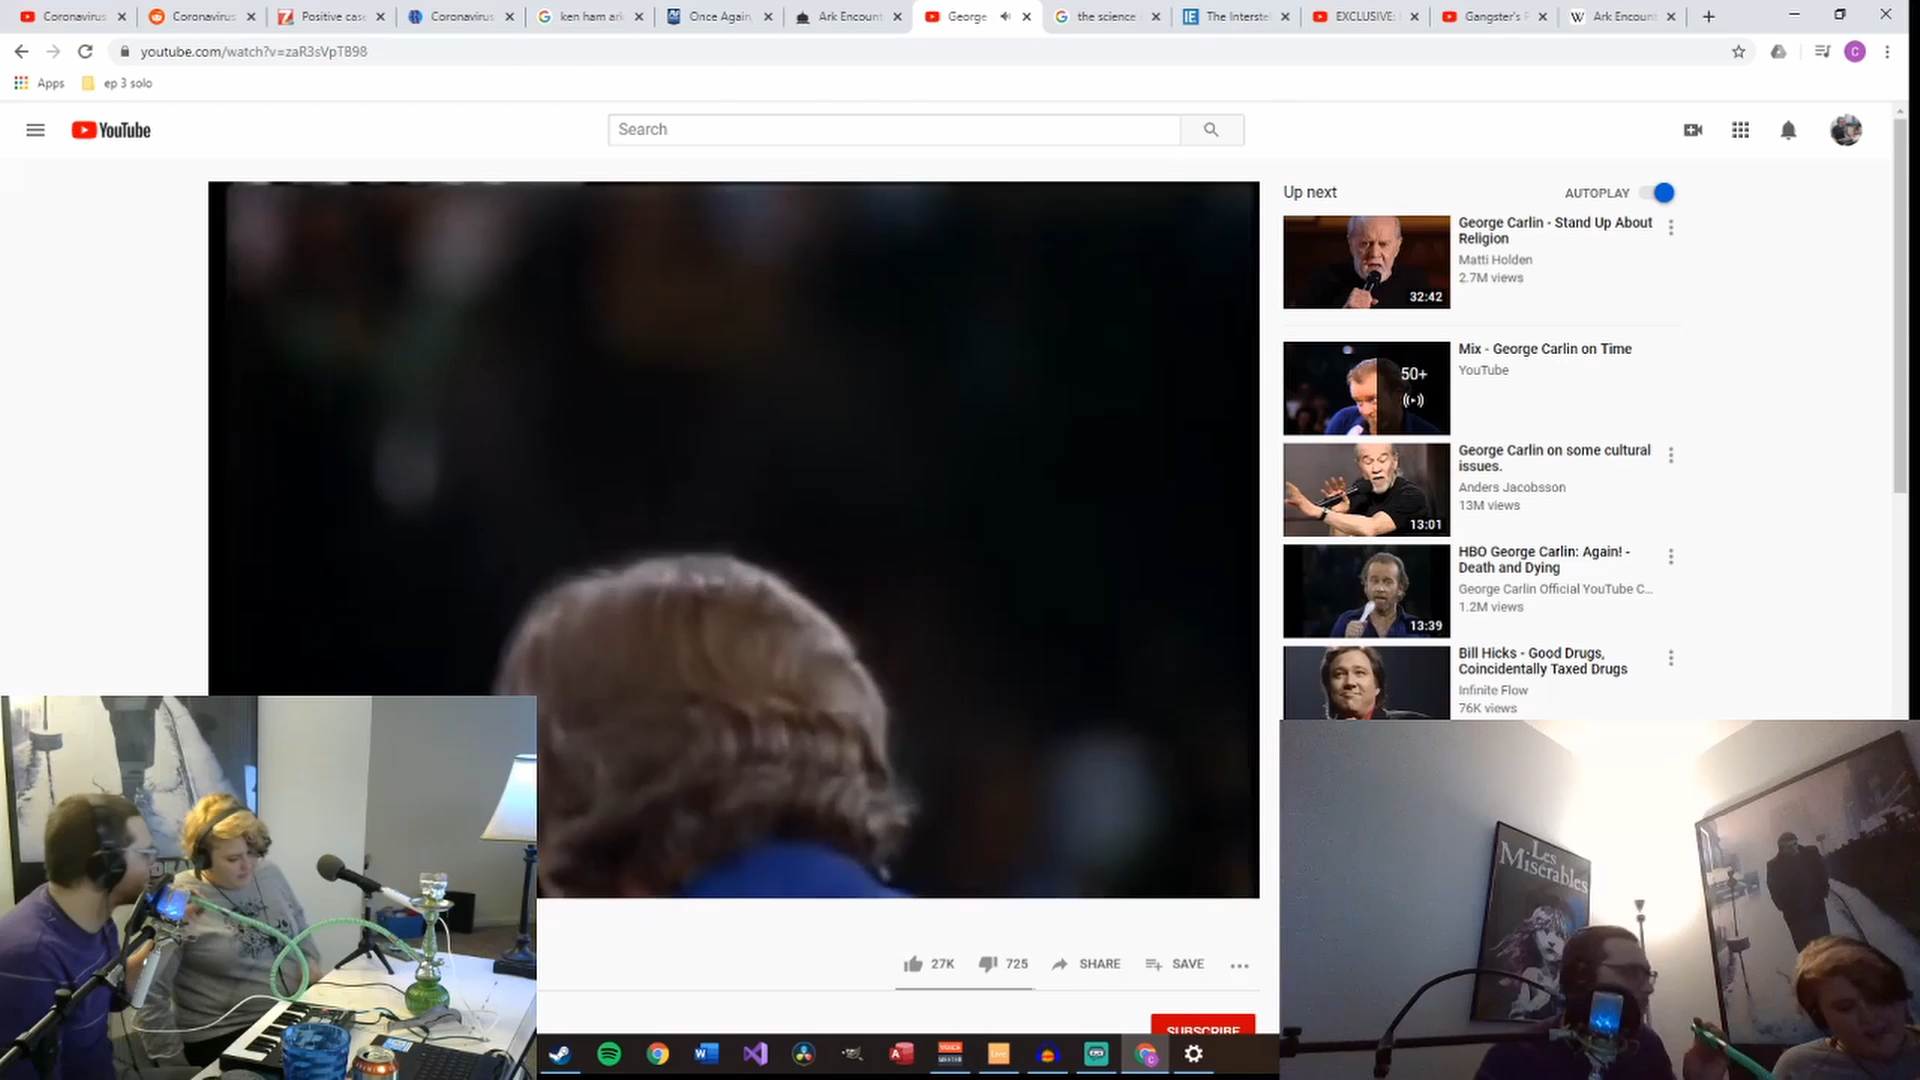 Coronavirus
Coronavirus
Positive case
Coronavirus
ken ham ark
Once Again,
Ark Encount
George
the science
The Interste
EXCLUSIVE:
Gangster's P
Ark Encount
youtube.com/watch?v=zaR3sVpTB98
Apps
ep 3 solo
YouTube
Search
Up next
AUTOPLAY
George Carlin - Stand Up About
Religion
Matti Holden
2.7M views
32:42
Mix - George Carlin on Time
YouTube
50+
George Carlin on some cultural
issues.
Anders Jacobsson
13M views
13:01
HBO George Carlin: Again! -
Death and Dying
George Carlin Official YouTube C...
1.2M views
13:39
Bill Hicks - Good Drugs,
Coincidentally Taxed Drugs
Infinite Flow
76K views
27K
725
SHARE
SAVE
SUBSCRIBE
Les
Misérables